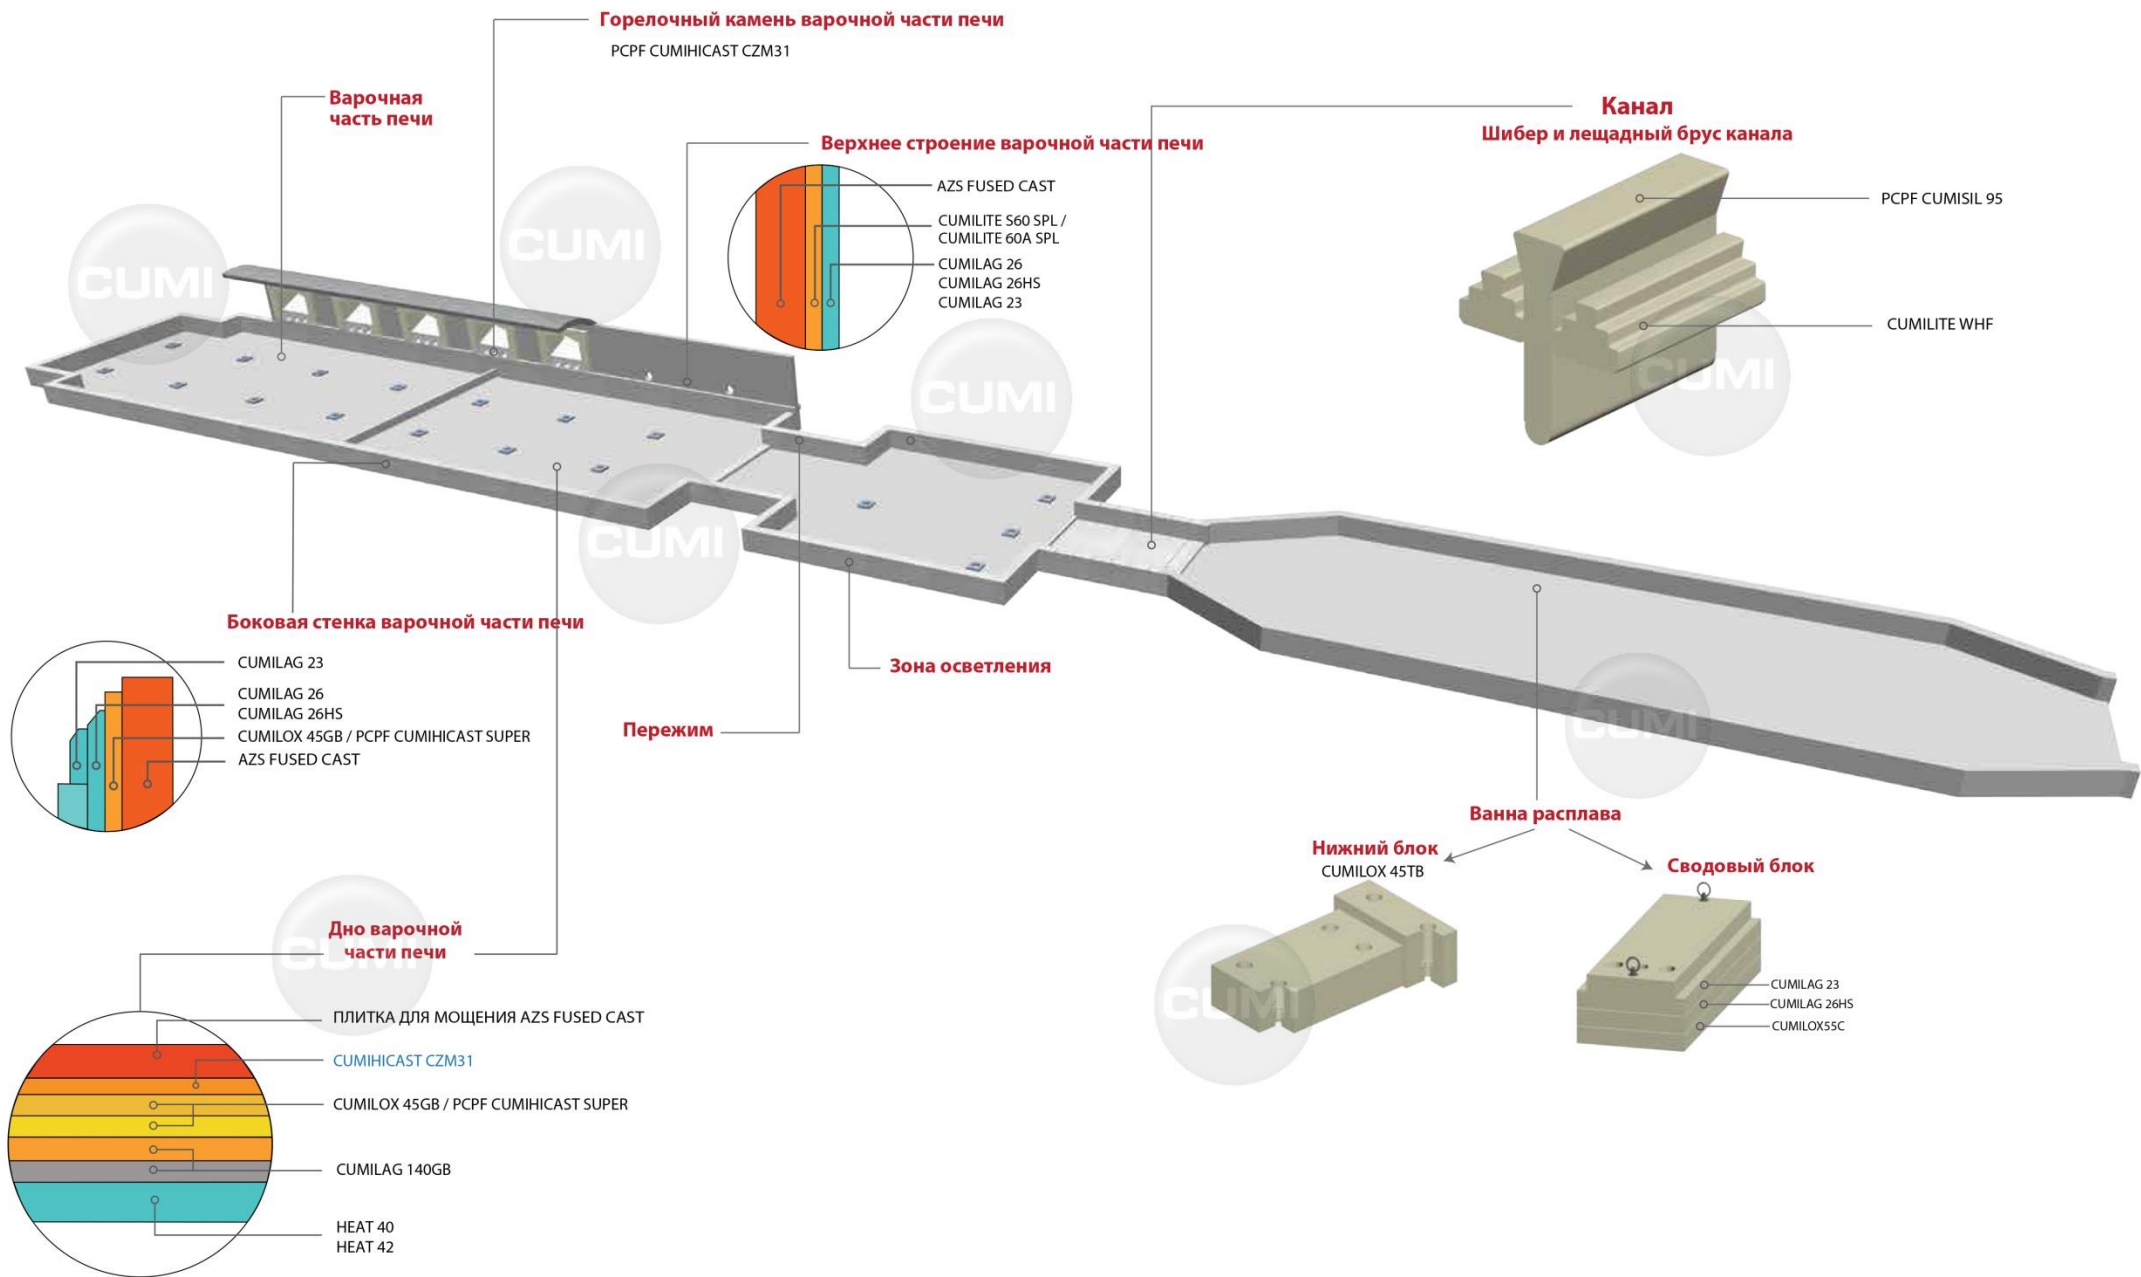 Горелочный камень варочной части печи
PCPF CUMIHICAST CZM31
Варочная
часть печи
Верхнее строение варочной части печи
AZS FUSED CAST
CUMILITE S60 SPL /
CUMILITE 60A SPL
CUMILAG 26
CUMILAG 26HS
CUMILAG 23
Канал
Шибер и лещадный брус канала
PCPF CUMISIL 95
CUMILITE WHF
CUMI
CUMI
CUMI
CUMI
CUMI
Боковая стенка варочной части печи
CUMILAG 23
CUMILAG 26
CUMILAG 26HS
CUMILOX 45GB / PCPF CUMIHICAST SUPER
AZS FUSED CAST
Зона осветления
Пережим
CUMI
Ванна расплава
Нижний блок
CUMILOX 45TB
Сводовый блок
CUMILAG 23
CUMILAG 26HS
CUMILOX55C
CUMI
Дно варочной
части печи
CUMI
ПЛИТКА ДЛЯ МОЩЕНИЯ AZS FUSED CAST
CUMIHICAST CZM31
CUMILOX 45GB / PCPF CUMIHICAST SUPER
CUMILAG 140GB
HEAT 40
HEAT 42